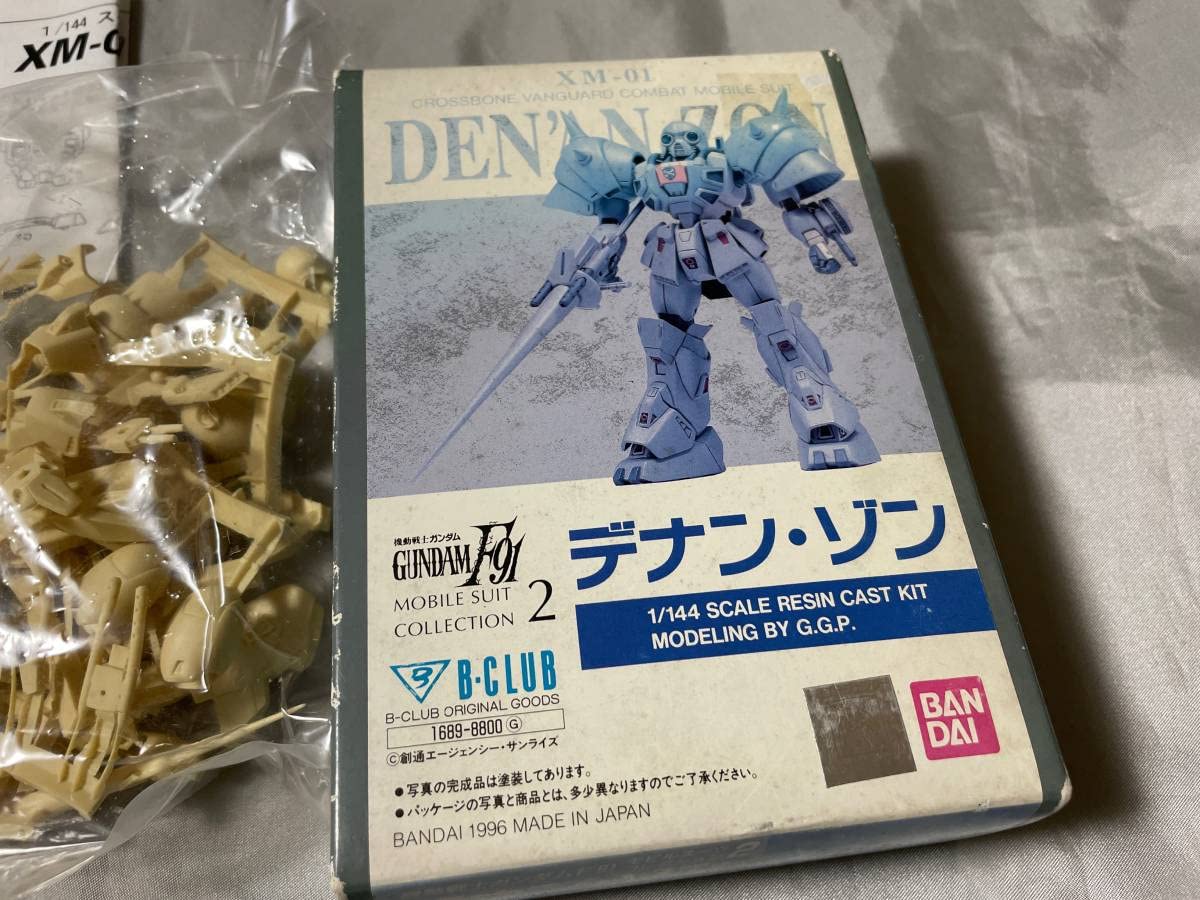 1/144 ス
XM-0
XM-01
CROSSBONE VANGUARD COMBAT MOBILE SUIT
DEN'AN ZON
機動戦士ガンダム
GUNDAM F91
MOBILE SUIT
COLLECTION 2
デナン・ゾン
1/144 SCALE RESIN CAST KIT
MODELING BY G.G.P.
B-CLUB
B-CLUB ORIGINAL GOODS
1689-8800 Ⓖ
©創通エージェンシー・サンライズ
●写真の完成品は塗装してあります。
●パッケージの写真と商品とは、多少異なりますのでご了承ください。
BANDAI 1996 MADE IN JAPAN
BAN
DAI